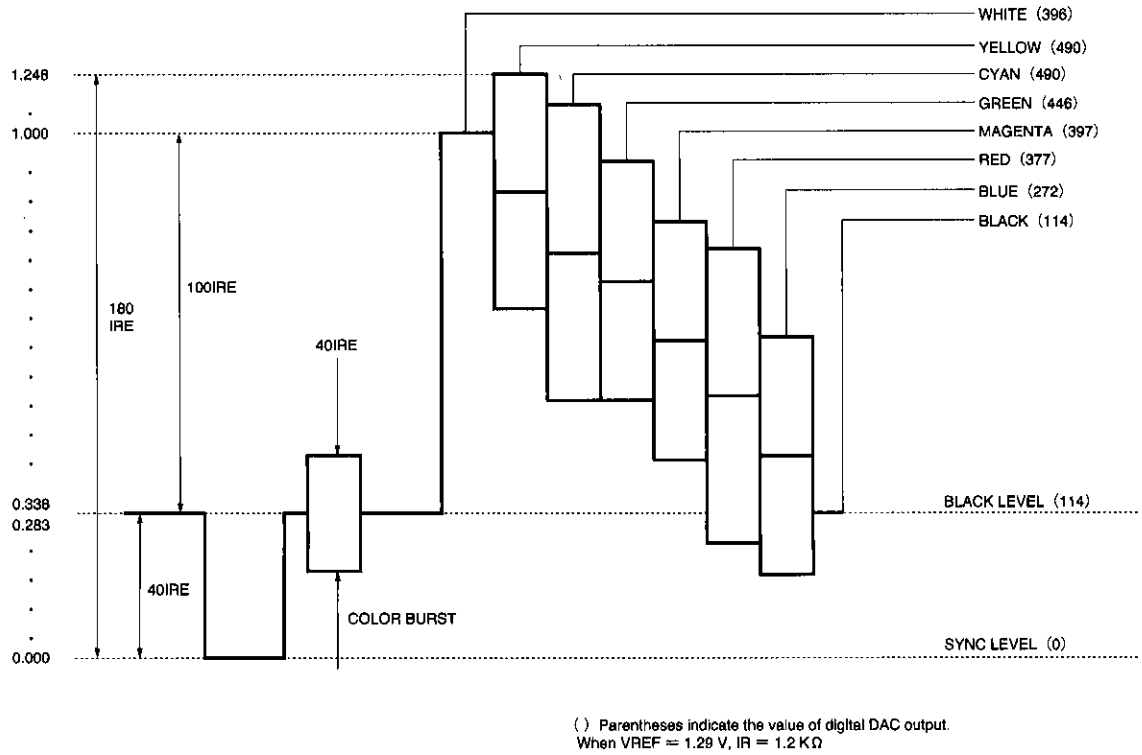 WHITE (396)
YELLOW (490)
CYAN (490)
GREEN (446)
MAGENTA (397)
RED (377)
BLUE (272)
BLACK (114)
1.248
1.000
0.338
0.283
0.000
180
IRE
100IRE
40IRE
40IRE
COLOR BURST
BLACK LEVEL (114)
SYNC LEVEL (0)
( ) Parentheses indicate the value of digital DAC output.
When VREF = 1.29 V, IR = 1.2 KΩ